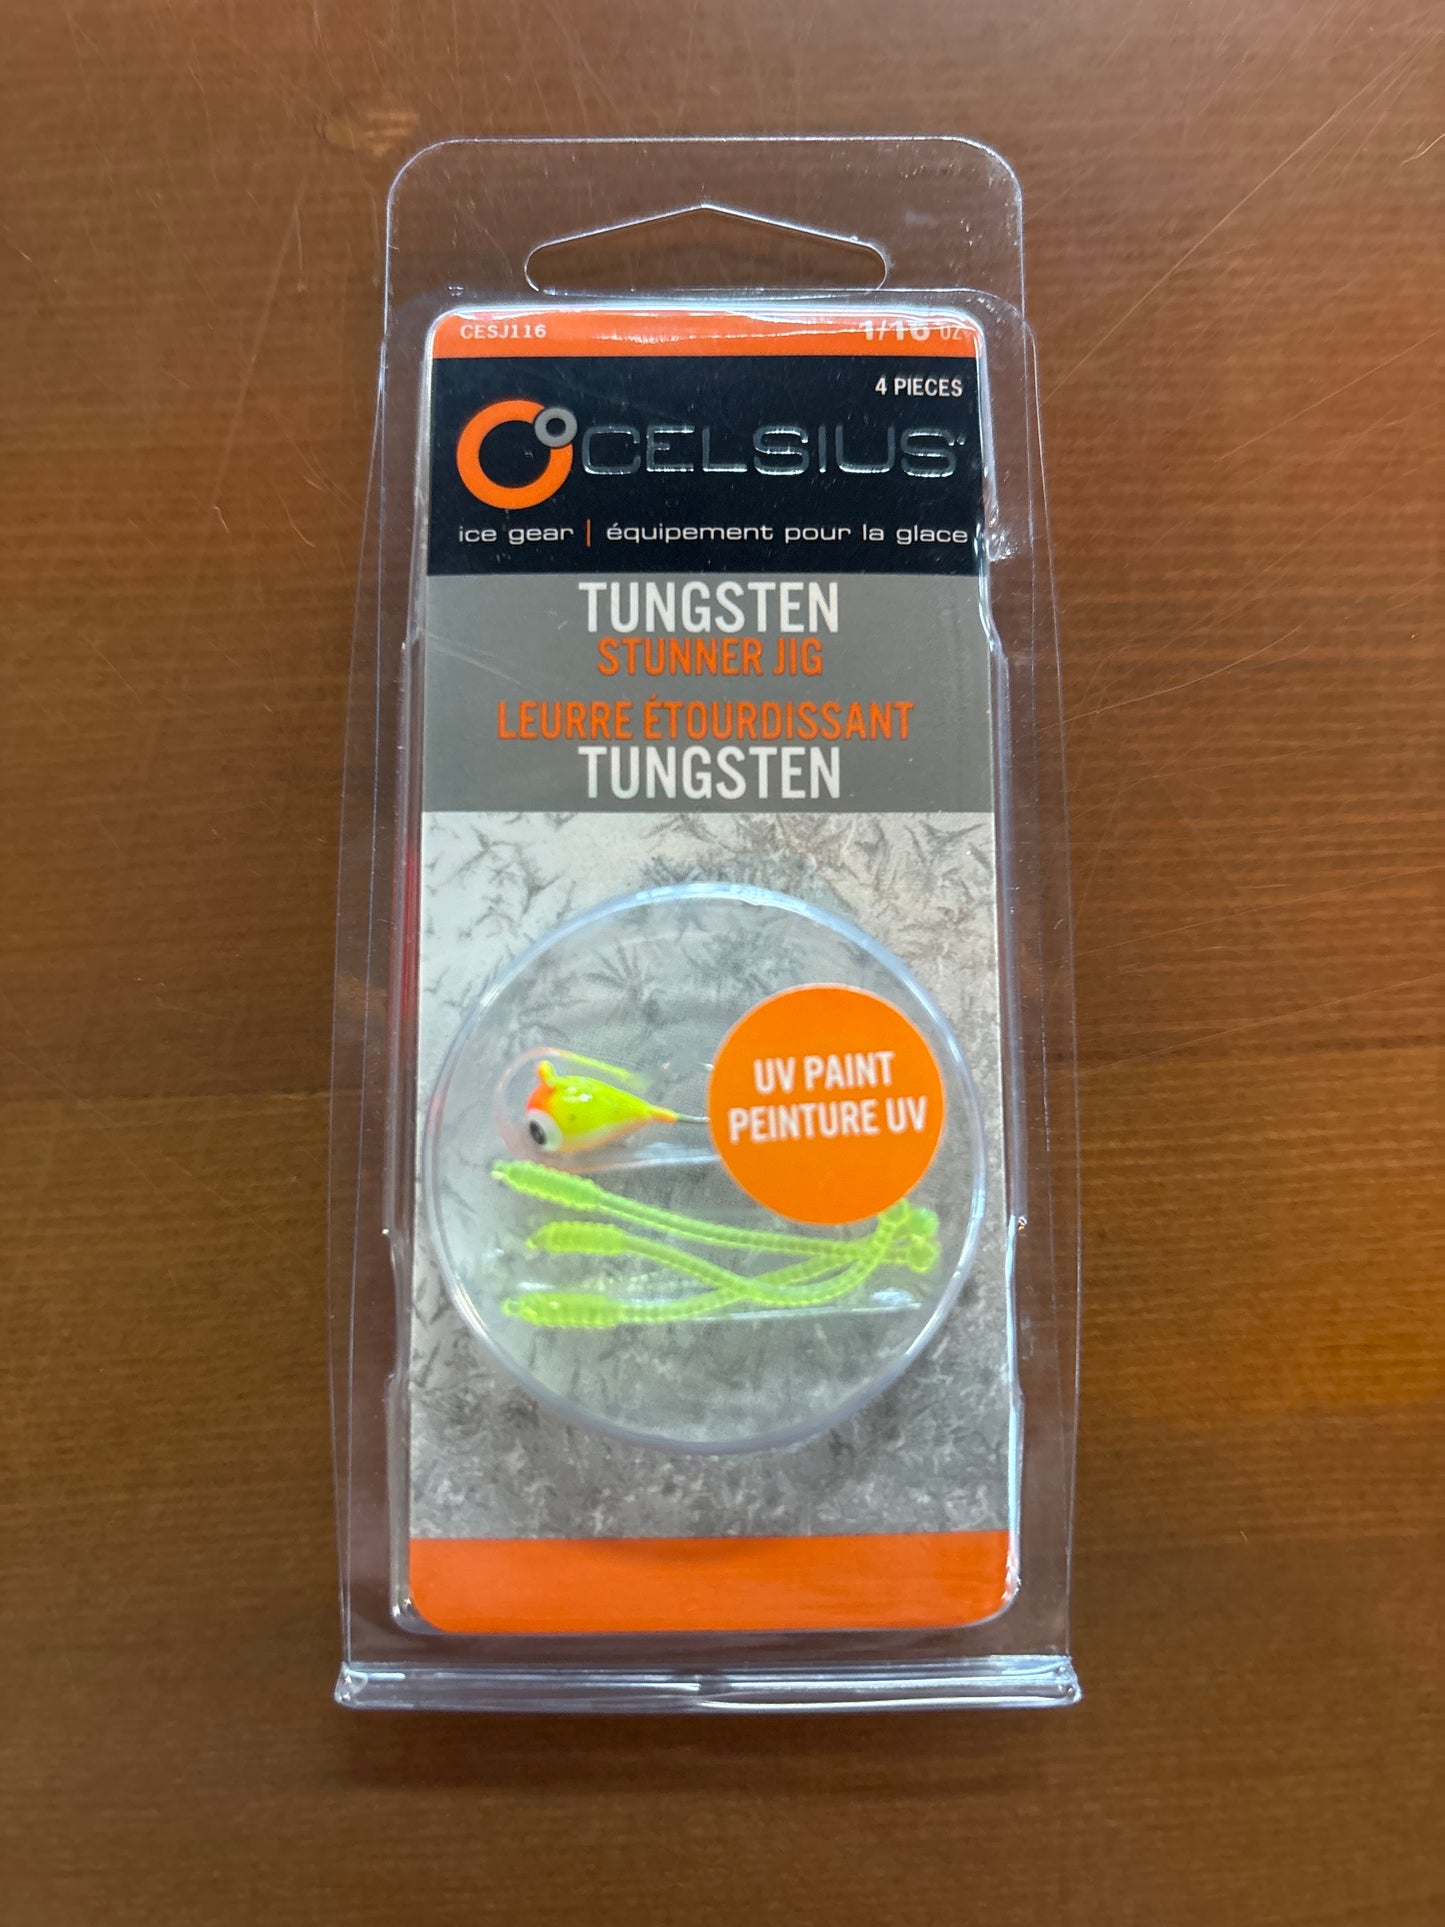 CESJ116
1/16 OZ
4 PIECES
CELSIUS
ice gear | équipement pour la glace
TUNGSTEN
STUNNER JIG
LEURRE ÉTOURDISSANT
TUNGSTEN
UV PAINT
PEINTURE UV